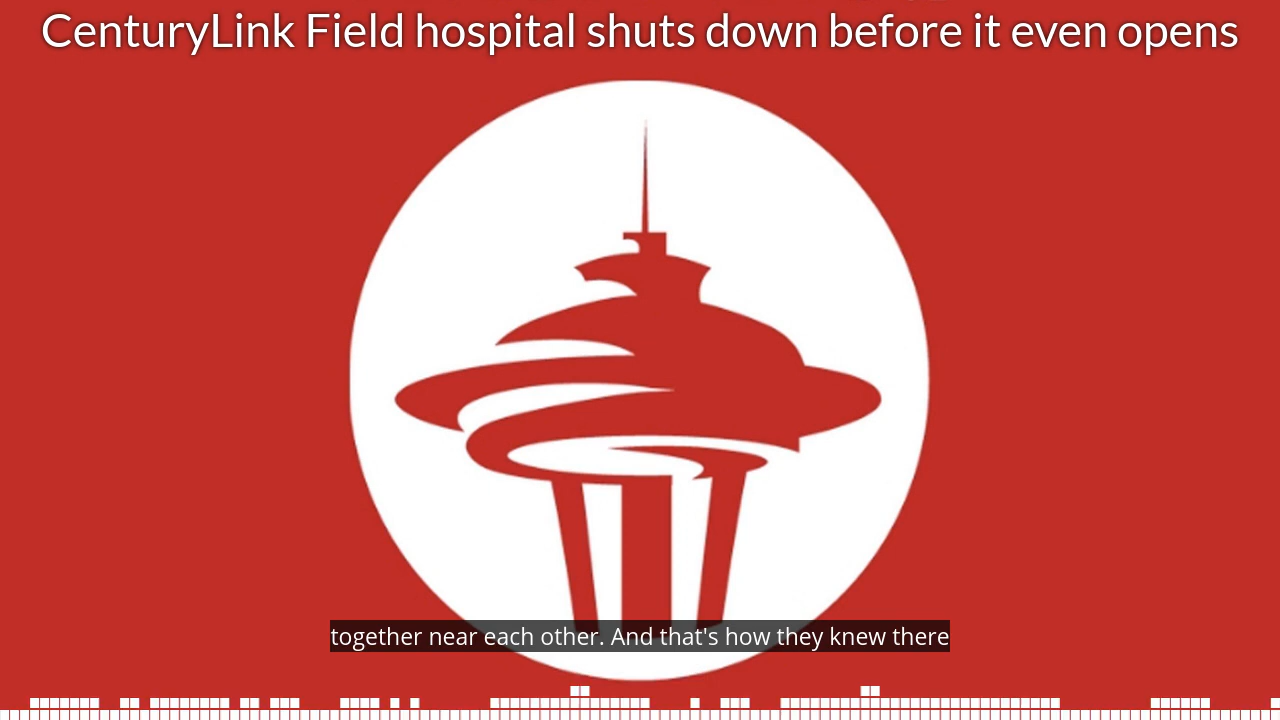 CenturyLink Field hospital shuts down before it even opens
together near each other. And that's how they knew there